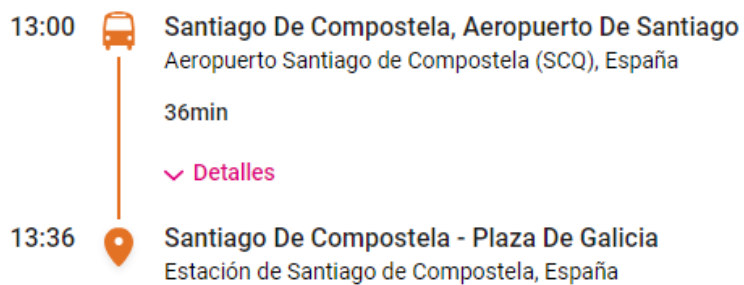 13:00 Santiago De Compostela, Aeropuerto De Santiago
Aeropuerto Santiago de Compostela (SCQ), España
36min
Detalles
13:36 Santiago De Compostela - Plaza De Galicia
Estación de Santiago de Compostela, España